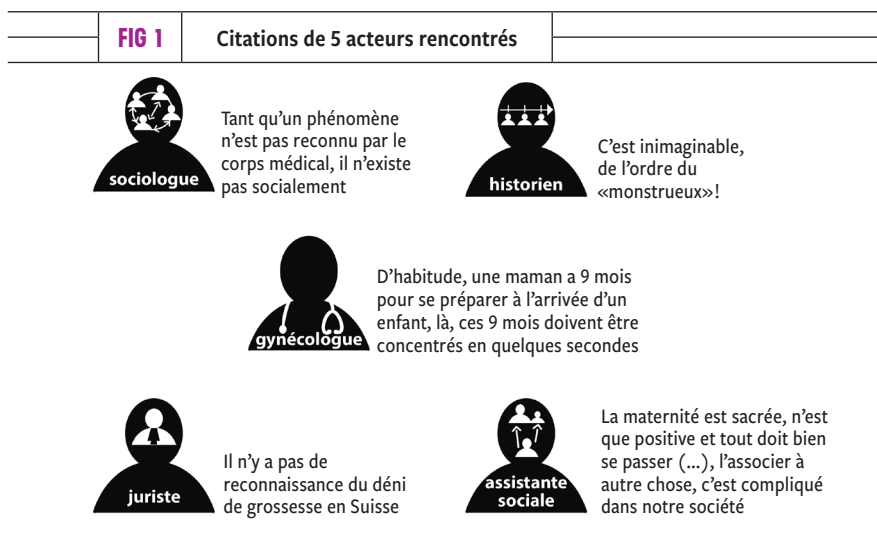 FIG 1
Citations de 5 acteurs rencontrés
Tant qu’un phénomène
n’est pas reconnu par le
corps médical, il n’existe
pas socialement
sociologue
C’est inimaginable,
de l’ordre du
«monstrueux»!
historien
D’habitude, une maman a 9 mois
pour se préparer à l’arrivée d’un
enfant, là, ces 9 mois doivent être
concentrés en quelques secondes
gynécologue
Il n’y a pas de
reconnaissance du déni
de grossesse en Suisse
juriste
La maternité est sacrée, n’est
que positive et tout doit bien
se passer (...), l’associer à
autre chose, c’est compliqué
dans notre société
assistante
sociale